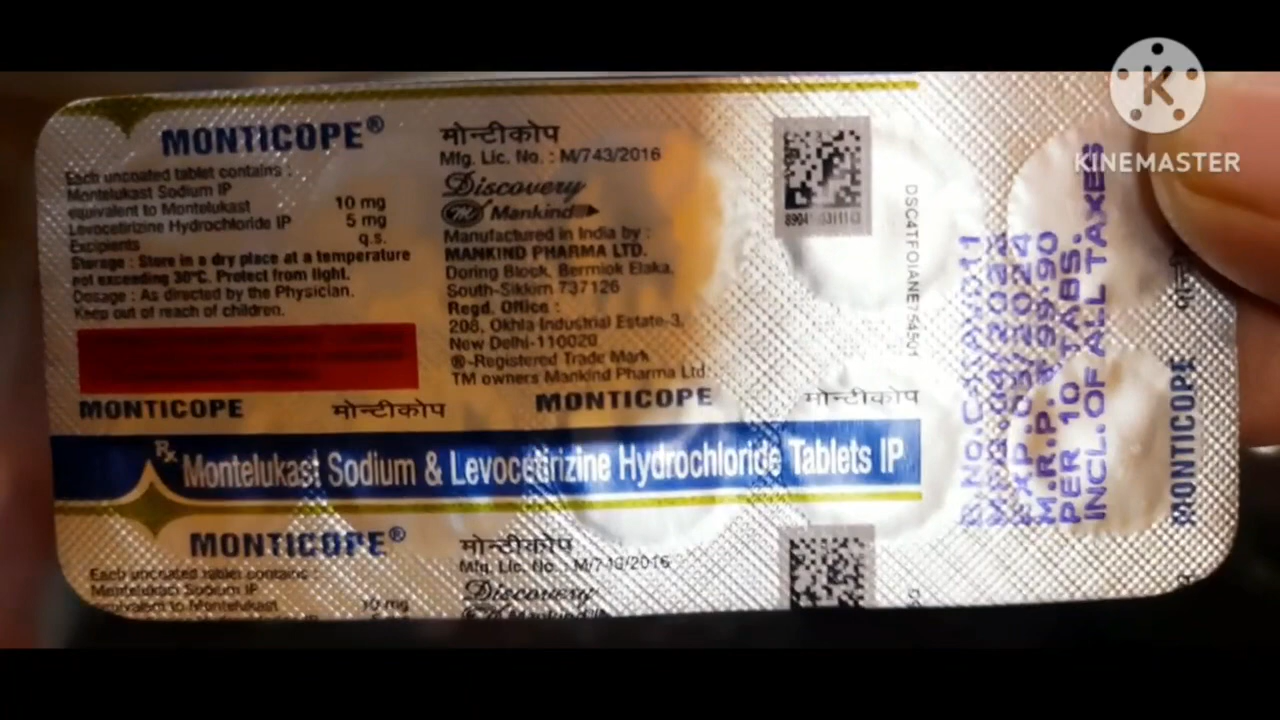 MONTICOPE®
Each uncoated tablet contains :
Montelukast Sodium IP
equivalent to Montelukast 10 mg
Levocetirizine Hydrochloride IP 5 mg
Excipients q.s.
Storage : Store in a dry place at a temperature
not exceeding 30°C. Protect from light.
Dosage : As directed by the Physician.
Keep out of reach of children.
मोन्टीकोप
Mfg. Lic. No. : M/743/2016
Discovery
Mankind
Manufactured in India by :
MANKIND PHARMA LTD.
Doring Block, Bermiok Elaka,
South-Sikkim 737126
Regd. Office :
208, Okhla Industrial Estate-3,
New Delhi-110020
®-Registered Trade Mark
TM owners Mankind Pharma Ltd.
MONTICOPE मोन्टीकोप MONTICOPE मोन्टीकोप
Rx Montelukast Sodium & Levocetirizine Hydrochloride Tablets IP
MONTICOPE®
Each uncoated tablet contains :
Montelukast Sodium IP
equivalent to Montelukast 10 mg
मोन्टीकोप
Mfg. Lic. No. : M/743/2016
Discovery
Mankind
B.No.
EXP. 2024
M.R.P. 199.90
PER 10 TABS.
INCL.OF ALL TAXES
MONTICOPE
KINEMASTER